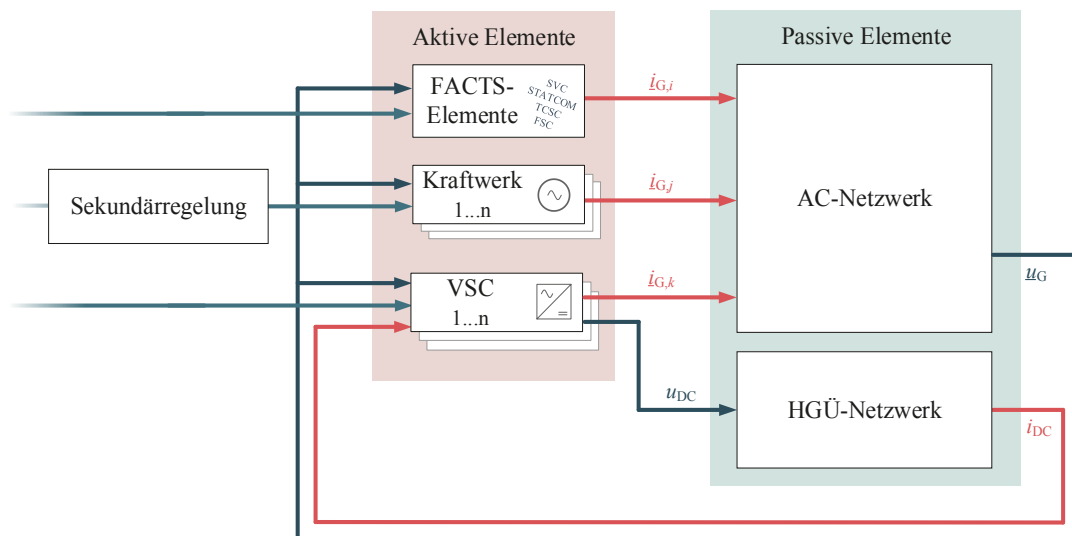 Aktive Elemente
Passive Elemente
FACTS-
Elemente
SVC
STATCOM
TCSC
FSC
i_G,i
Sekundärregelung
Kraftwerk
1...n
i_G,j
AC-Netzwerk
VSC
1...n
i_G,k
u_G
u_DC
HGÜ-Netzwerk
i_DC